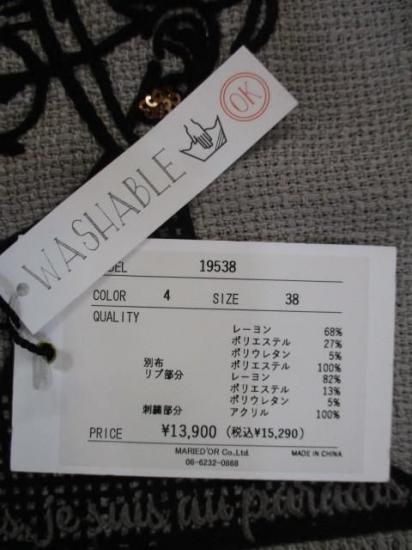 WASHABLE OK
19538
COLOR 4 SIZE 38
QUALITY
レーヨン 68%
ポリエステル 27%
ポリウレタン 5%
別布 ポリエステル 100%
リブ部分 レーヨン 82%
ポリエステル 13%
ポリウレタン 5%
刺繍部分 アクリル 100%
PRICE ¥13,900 (税込¥15,290)
MARIED'OR Co.,Ltd.
06-6232-0868 MADE IN CHINA
je suis au paradis